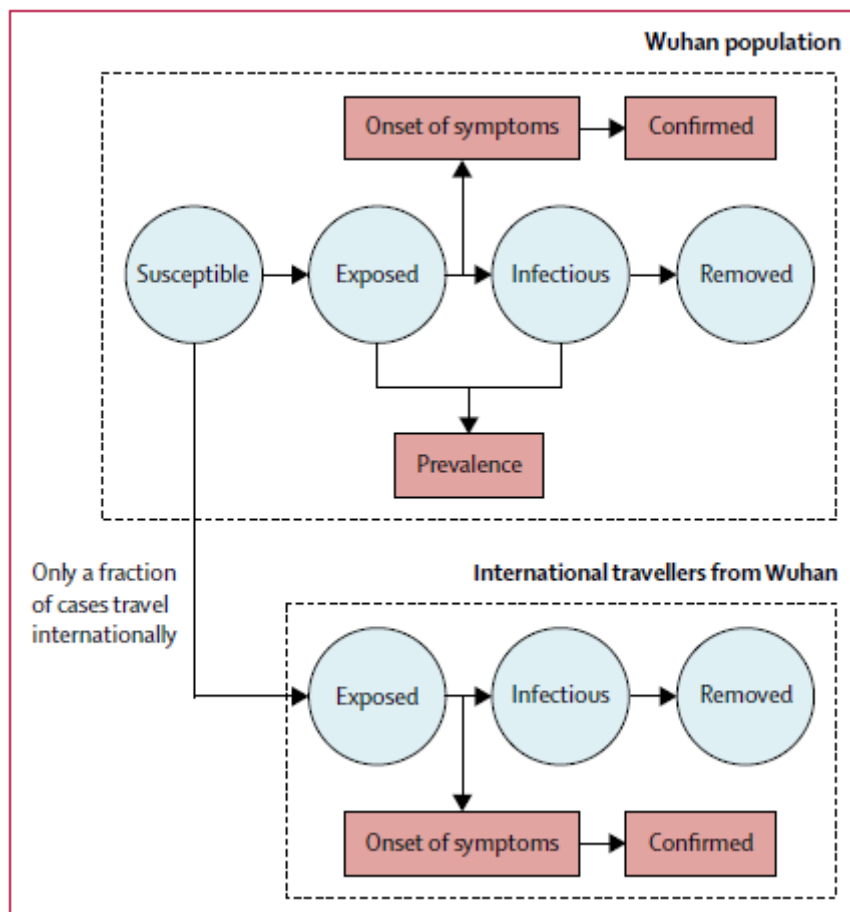 Wuhan population
Onset of symptoms
Confirmed
Susceptible
Exposed
Infectious
Removed
Prevalence
Only a fraction
of cases travel
internationally
International travellers from Wuhan
Exposed
Infectious
Removed
Onset of symptoms
Confirmed